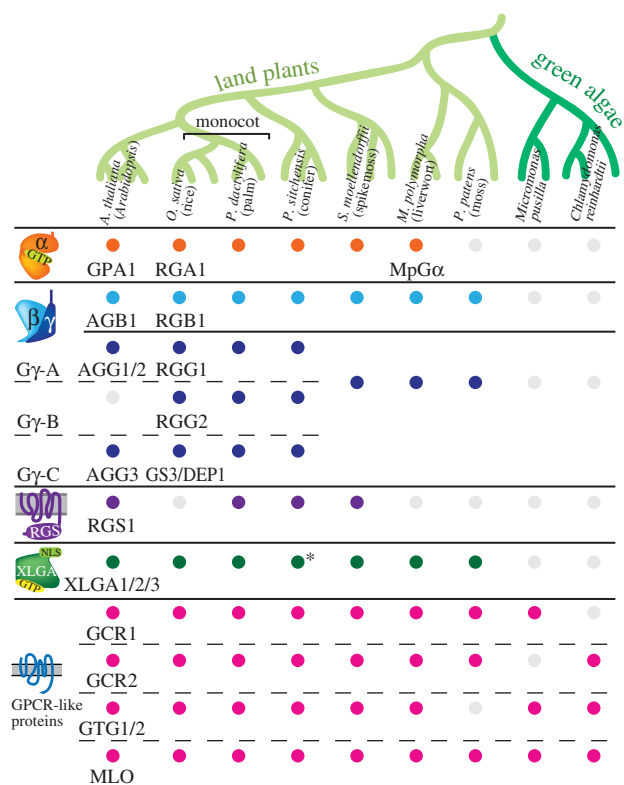 land plants
green algae
monocot
A. thaliana
(Arabidopsis)
O. sativa
(rice)
P. dactylifera
(palm)
P. sitchensis
(conifer)
S. moellendorffii
(spikemoss)
M. polymorpha
(liverwort)
P. patens
(moss)
Micromonas
pusilla
Chlamydomonas
reinhardtii
α
GTP
GPA1 RGA1 MpGα
β γ
AGB1 RGB1
Gγ-A AGG1/2 RGG1
Gγ-B RGG2
Gγ-C AGG3 GS3/DEP1
RGS
RGS1
NLS
XLGA
GTP
*
XLGA1/2/3
GCR1
GCR2
GPCR-like
proteins
GTG1/2
MLO